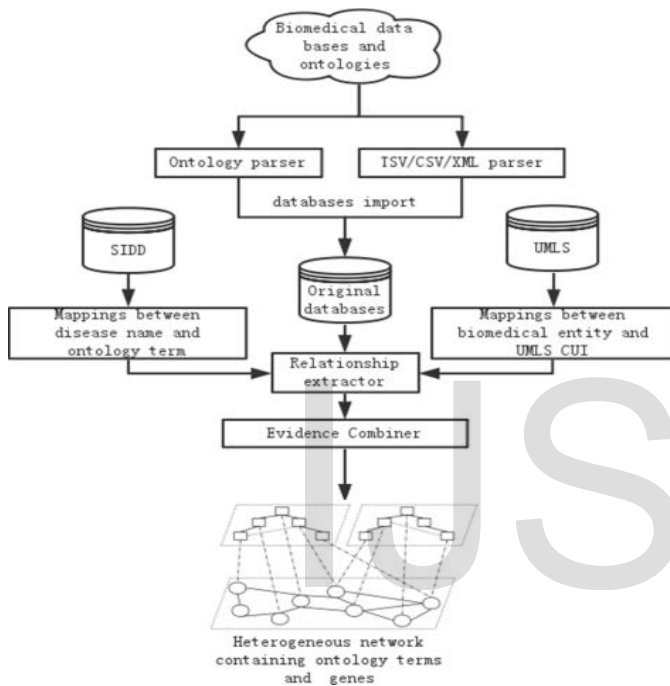 Biomedical data
bases and
ontologies
Ontology parser
TSV/CSV/XML parser
databases import
SIDD
UMLS
Original
databases
Mappings between
disease name and
ontology term
Mappings between
biomedical entity and
UMLS CUI
Relationship
extractor
Evidence Combiner
IJS
Heterogeneous network
containing ontology terms
and genes